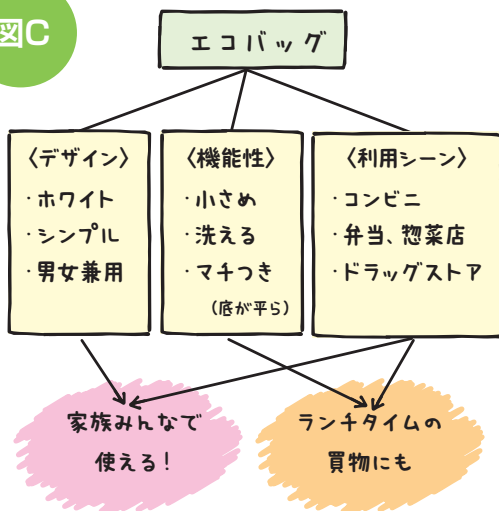 図C
エコバッグ
〈デザイン〉
・ホワイト
・シンプル
・男女兼用
〈機能性〉
・小さめ
・洗える
・マチつき
(底が平ら)
〈利用シーン〉
・コンビニ
・弁当、惣菜店
・ドラッグストア
家族みんなで
使える!
ランチタイムの
買物にも